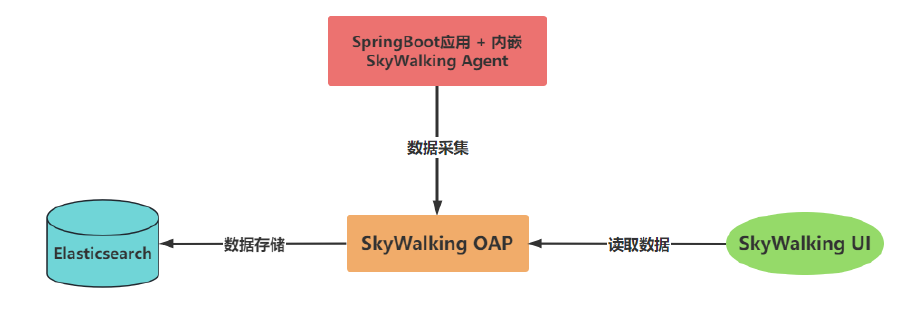 SpringBoot应用 + 内嵌
SkyWalking Agent
数据采集
Elasticsearch
数据存储
SkyWalking OAP
读取数据
SkyWalking UI